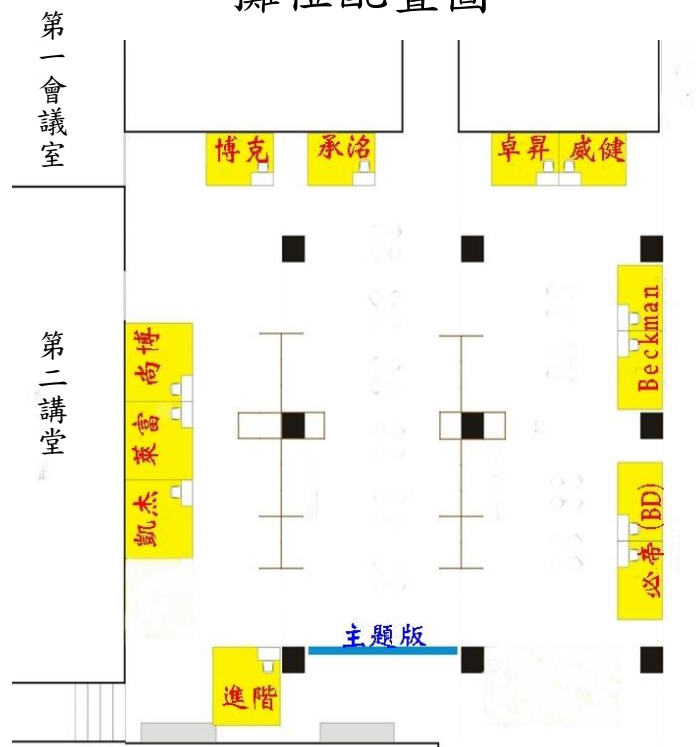 攤位配置圖
第一會議室
博克
承洺
卓昇
威健
Beckman
第二講堂
尚博
萊富
凱杰
必帝(BD)
主題版
進階